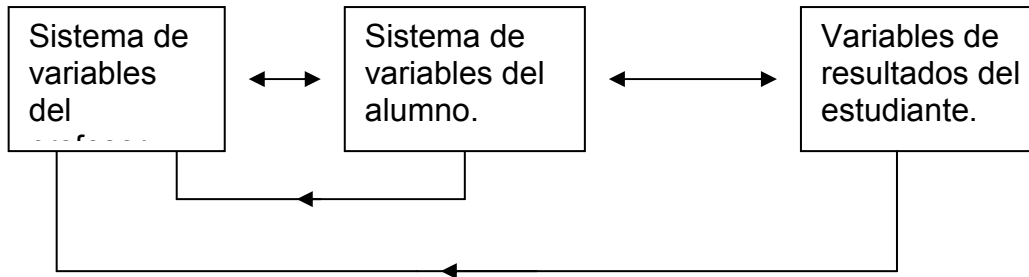 Sistema de
variables
del
Sistema de
variables del
alumno.
Variables de
resultados del
estudiante.